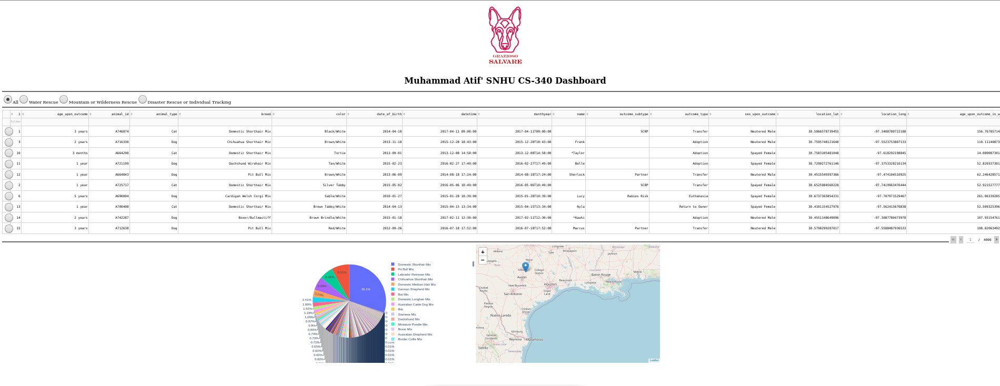 GRAZIOSO
SALVARE
Muhammad Atif' SNHU CS-340 Dashboard
All Water Rescue Mountain or Wilderness Rescue Disaster Rescue or Individual Tracking
1 age_upon_outcome animal_id animal_type breed color date_of_birth datetime monthyear name outcome_subtype outcome_type sex_upon_outcome location_lat location_long age_upon_outcome_in_w
filter
1 3 years A746874 Cat Domestic Shorthair Mix Black/White 2014-04-10 2017-04-11 09:00:00 2017-04-11T09:00:00 SCRP Transfer Neutered Male 30.5066578739455 -97.3408780722188 156.76785714
3 2 years A716330 Dog Chihuahua Shorthair Mix Brown/White 2013-11-18 2015-12-28 18:43:00 2015-12-28T18:43:00 Frank Adoption Neutered Male 30.7595748121648 -97.5523753807133 110.11140873
10 3 months A664290 Cat Domestic Shorthair Mix Tortie 2013-09-01 2013-12-08 14:58:00 2013-12-08T14:58:00 *Taylor Adoption Spayed Female 30.7583105481048 -97.618292198845 14.089087301
11 1 year A721199 Dog Dachshund Wirehair Mix Tan/White 2015-02-23 2016-02-27 17:49:00 2016-02-27T17:49:00 Belle Adoption Spayed Female 30.7290272761146 -97.3753328216134 52.820337301
12 1 year A664843 Dog Pit Bull Mix Brown/White 2013-06-09 2014-08-18 17:24:00 2014-08-18T17:24:00 Sherlock Partner Transfer Neutered Male 30.4515549397366 -97.474104510925 62.246428571
2 1 year A725717 Cat Domestic Shorthair Mix Silver Tabby 2015-05-02 2016-05-06 10:49:00 2016-05-06T10:49:00 SCRP Transfer Spayed Female 30.6525984560228 -97.7419963476444 52.921527777
6 5 years A696004 Dog Cardigan Welsh Corgi Mix Sable/White 2010-01-27 2015-01-28 10:39:00 2015-01-28T10:39:00 Lucy Rabies Risk Euthanasia Spayed Female 30.6737365854231 -97.707971529467 261.06339285
13 1 year A700408 Cat Domestic Shorthair Mix Brown Tabby/White 2014-04-13 2015-04-15 13:34:00 2015-04-15T13:34:00 Nyla Return to Owner Spayed Female 30.4101154527976 -97.562415670838 52.509325396
14 2 years A742287 Dog Boxer/Bullmastiff Brown Brindle/White 2015-01-18 2017-02-11 12:30:00 2017-02-11T12:30:00 *Kawhi Adoption Neutered Male 30.4551148649096 -97.3087780473978 107.93154761
15 3 years A712638 Dog Pit Bull Mix Red/White 2012-09-26 2016-07-18 17:52:00 2016-07-18T17:52:00 Marcus Partner Transfer Neutered Male 30.5798299207017 -97.5588487936533 198.82063492
1 / 4000
30.1%
8.01%
5.88%
3.24%
2.41%
1.88%
1.52%
1.23%
1.08%
0.97%
0.9%
0.84%
0.74%
0.73%
0.71%
0.65%
0.63%
0.62%
0.62%
0.01%
0.01%
0.01%
0.01%
0.01%
Domestic Shorthair Mix
Pit Bull Mix
Labrador Retriever Mix
Chihuahua Shorthair Mix
Domestic Medium Hair Mix
German Shepherd Mix
Bat Mix
Domestic Longhair Mix
Australian Cattle Dog Mix
Bat
Siamese Mix
Dachshund Mix
Miniature Poodle Mix
Boxer Mix
Australian Shepherd Mix
Border Collie Mix
+
−
Longview
Mississippi
Alabama
Abilene
Tyler
Shreveport
Jackson
Angelo
Waco
Texas
College
Station
Louisiana
Mobile
Austin
Baton Rouge
Beaumont
Lafayette
New Orleans
New Braunfels
Houston
Ciudad
Acuña
San Antonio
Sugar
Land
Piedras
Negras
Corpus
Christi
Nuevo Laredo
nclova
Edinburg
General
Escobedo
Reynosa
Matamoros
Nuevo León
Saltillo
Tamaulipas
Leaflet